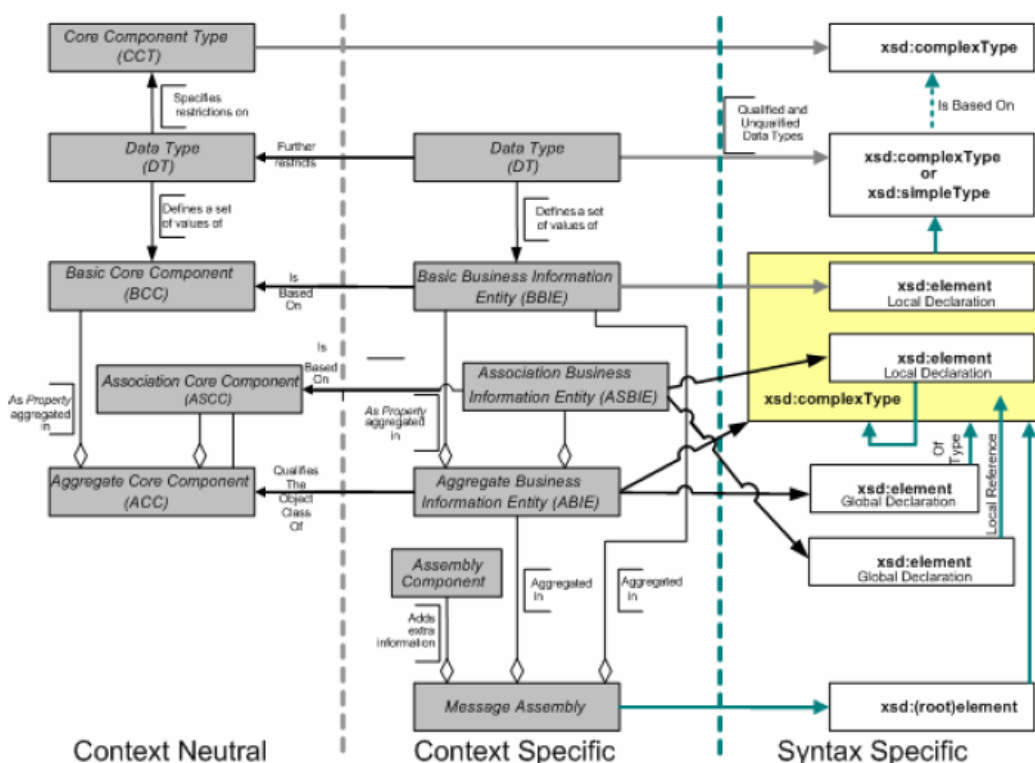 Core Component Type
(CCT)
xsd:complexType
Specifies
restrictions on
Qualified and
Unqualified
Data Types
Is Based On
Data Type
(DT)
Further
restricts
Data Type
(DT)
xsd:complexType
or
xsd:simpleType
Defines a set
of values of
Defines a set
of values of
Basic Core Component
(BCC)
Is
Based
On
Basic Business Information
Entity (BBIE)
xsd:element
Local Declaration
Association Core Component
(ASCC)
Is
Based
On
Association Business
Information Entity (ASBIE)
xsd:element
Local Declaration
xsd:complexType
As Property
aggregated
in
As Property
aggregated
in
Of
Type
Local Reference
Aggregate Core Component
(ACC)
Qualifies
The
Object
Class
Of
Aggregate Business
Information Entity (ABIE)
xsd:element
Global Declaration
xsd:element
Global Declaration
Assembly
Component
Aggregated
in
Aggregated
in
Adds
extra
information
Message Assembly
xsd:(root)element
Context Neutral
Context Specific
Syntax Specific